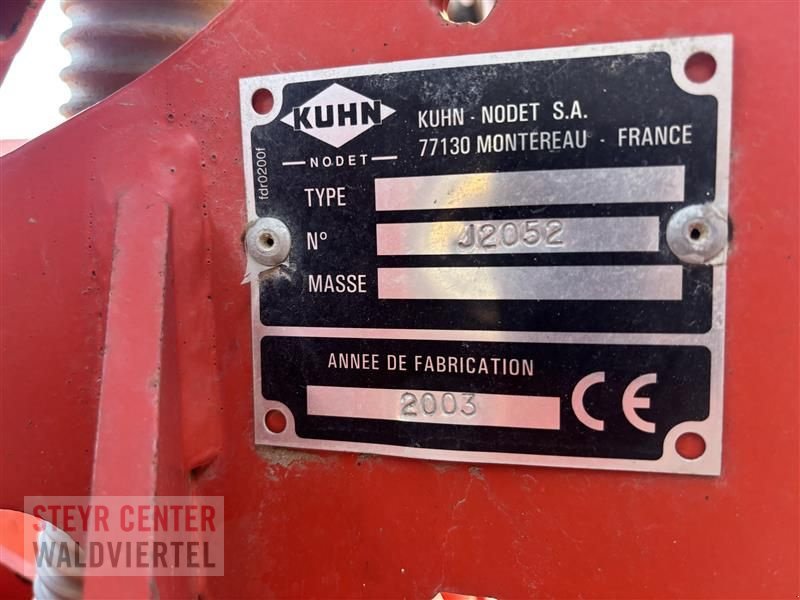 KUHN
NODET
KUHN - NODET S.A.
77130 MONTEREAU - FRANCE
fdr0200f
TYPE
N° J2052
MASSE
ANNEE DE FABRICATION
2003 CE
STEYR CENTER
WALDVIERTEL